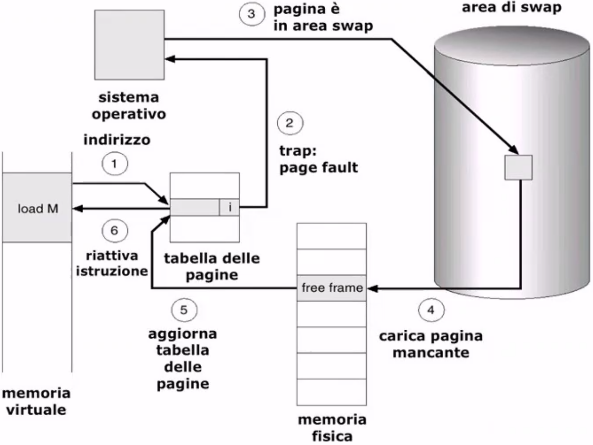 3
pagina è
in area swap
area di swap
sistema
operativo
indirizzo
1
2
trap:
page fault
load M
i
6
riattiva
istruzione
tabella delle
pagine
free frame
5
aggiorna
tabella
delle
pagine
4
carica pagina
mancante
memoria
virtuale
memoria
fisica